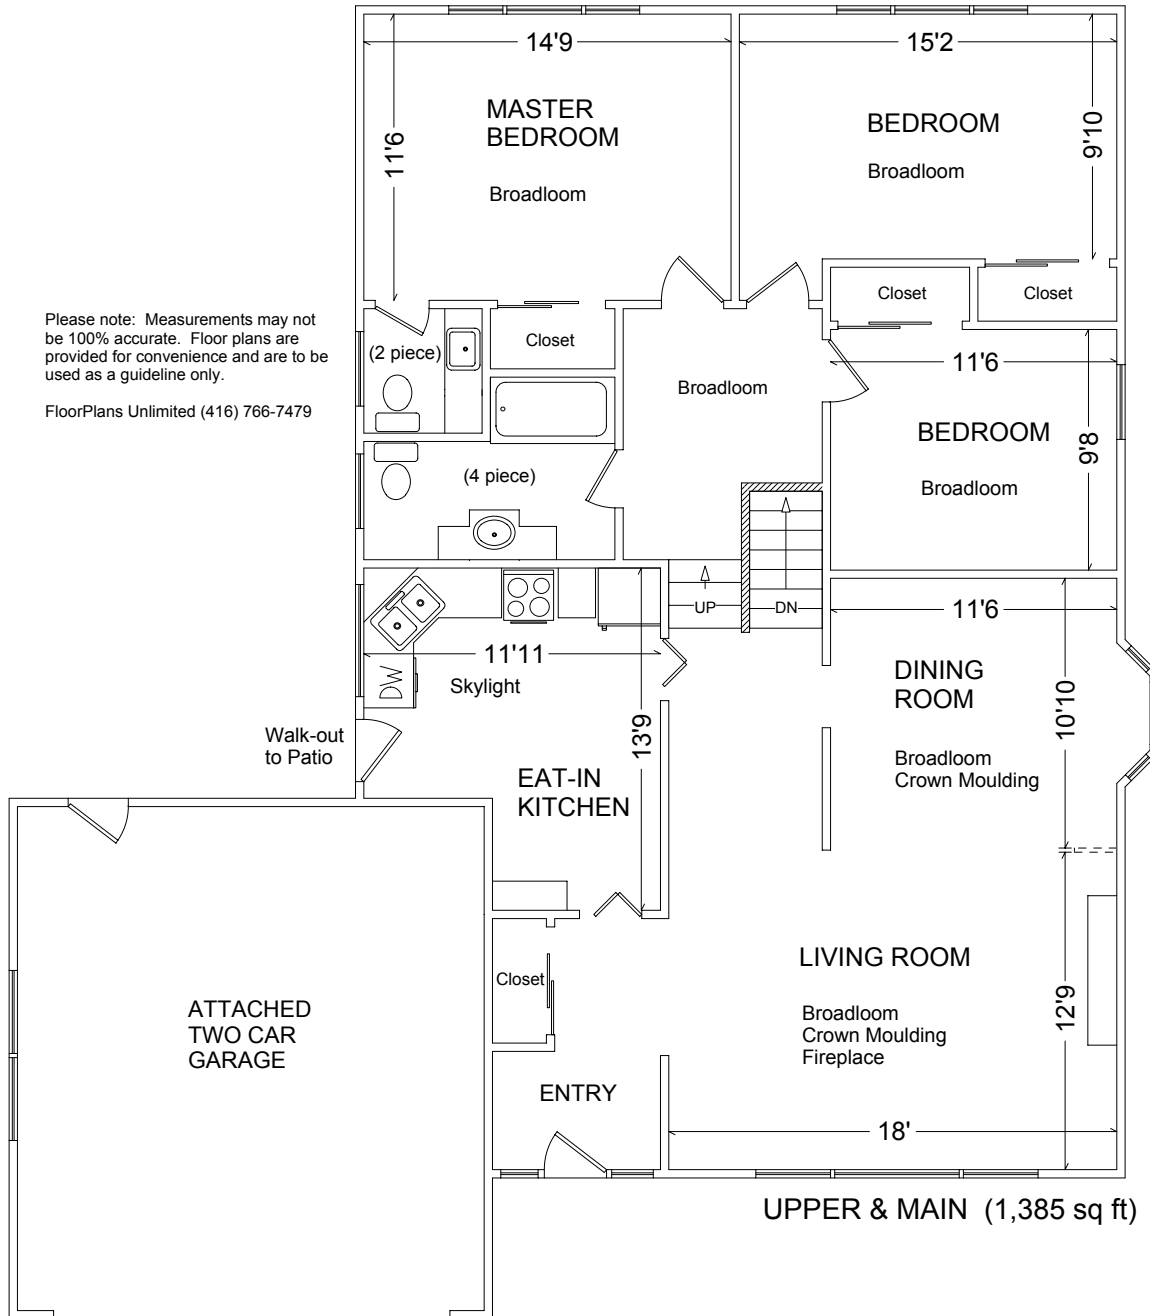 14'9
15'2
MASTER
BEDROOM
Broadloom
11'6
BEDROOM
Broadloom
9'10
Closet
Closet
Please note: Measurements may not
be 100% accurate. Floor plans are
provided for convenience and are to be
used as a guideline only.
FloorPlans Unlimited (416) 766-7479
(2 piece)
Closet
Broadloom
11'6
BEDROOM
Broadloom
9'8
(4 piece)
UP
DN
11'6
11'11
Skylight
DW
13'9
DINING
ROOM
Broadloom
Crown Moulding
10'10
Walk-out
to Patio
EAT-IN
KITCHEN
Closet
LIVING ROOM
Broadloom
Crown Moulding
Fireplace
12'9
ATTACHED
TWO CAR
GARAGE
ENTRY
18'
UPPER & MAIN (1,385 sq ft)